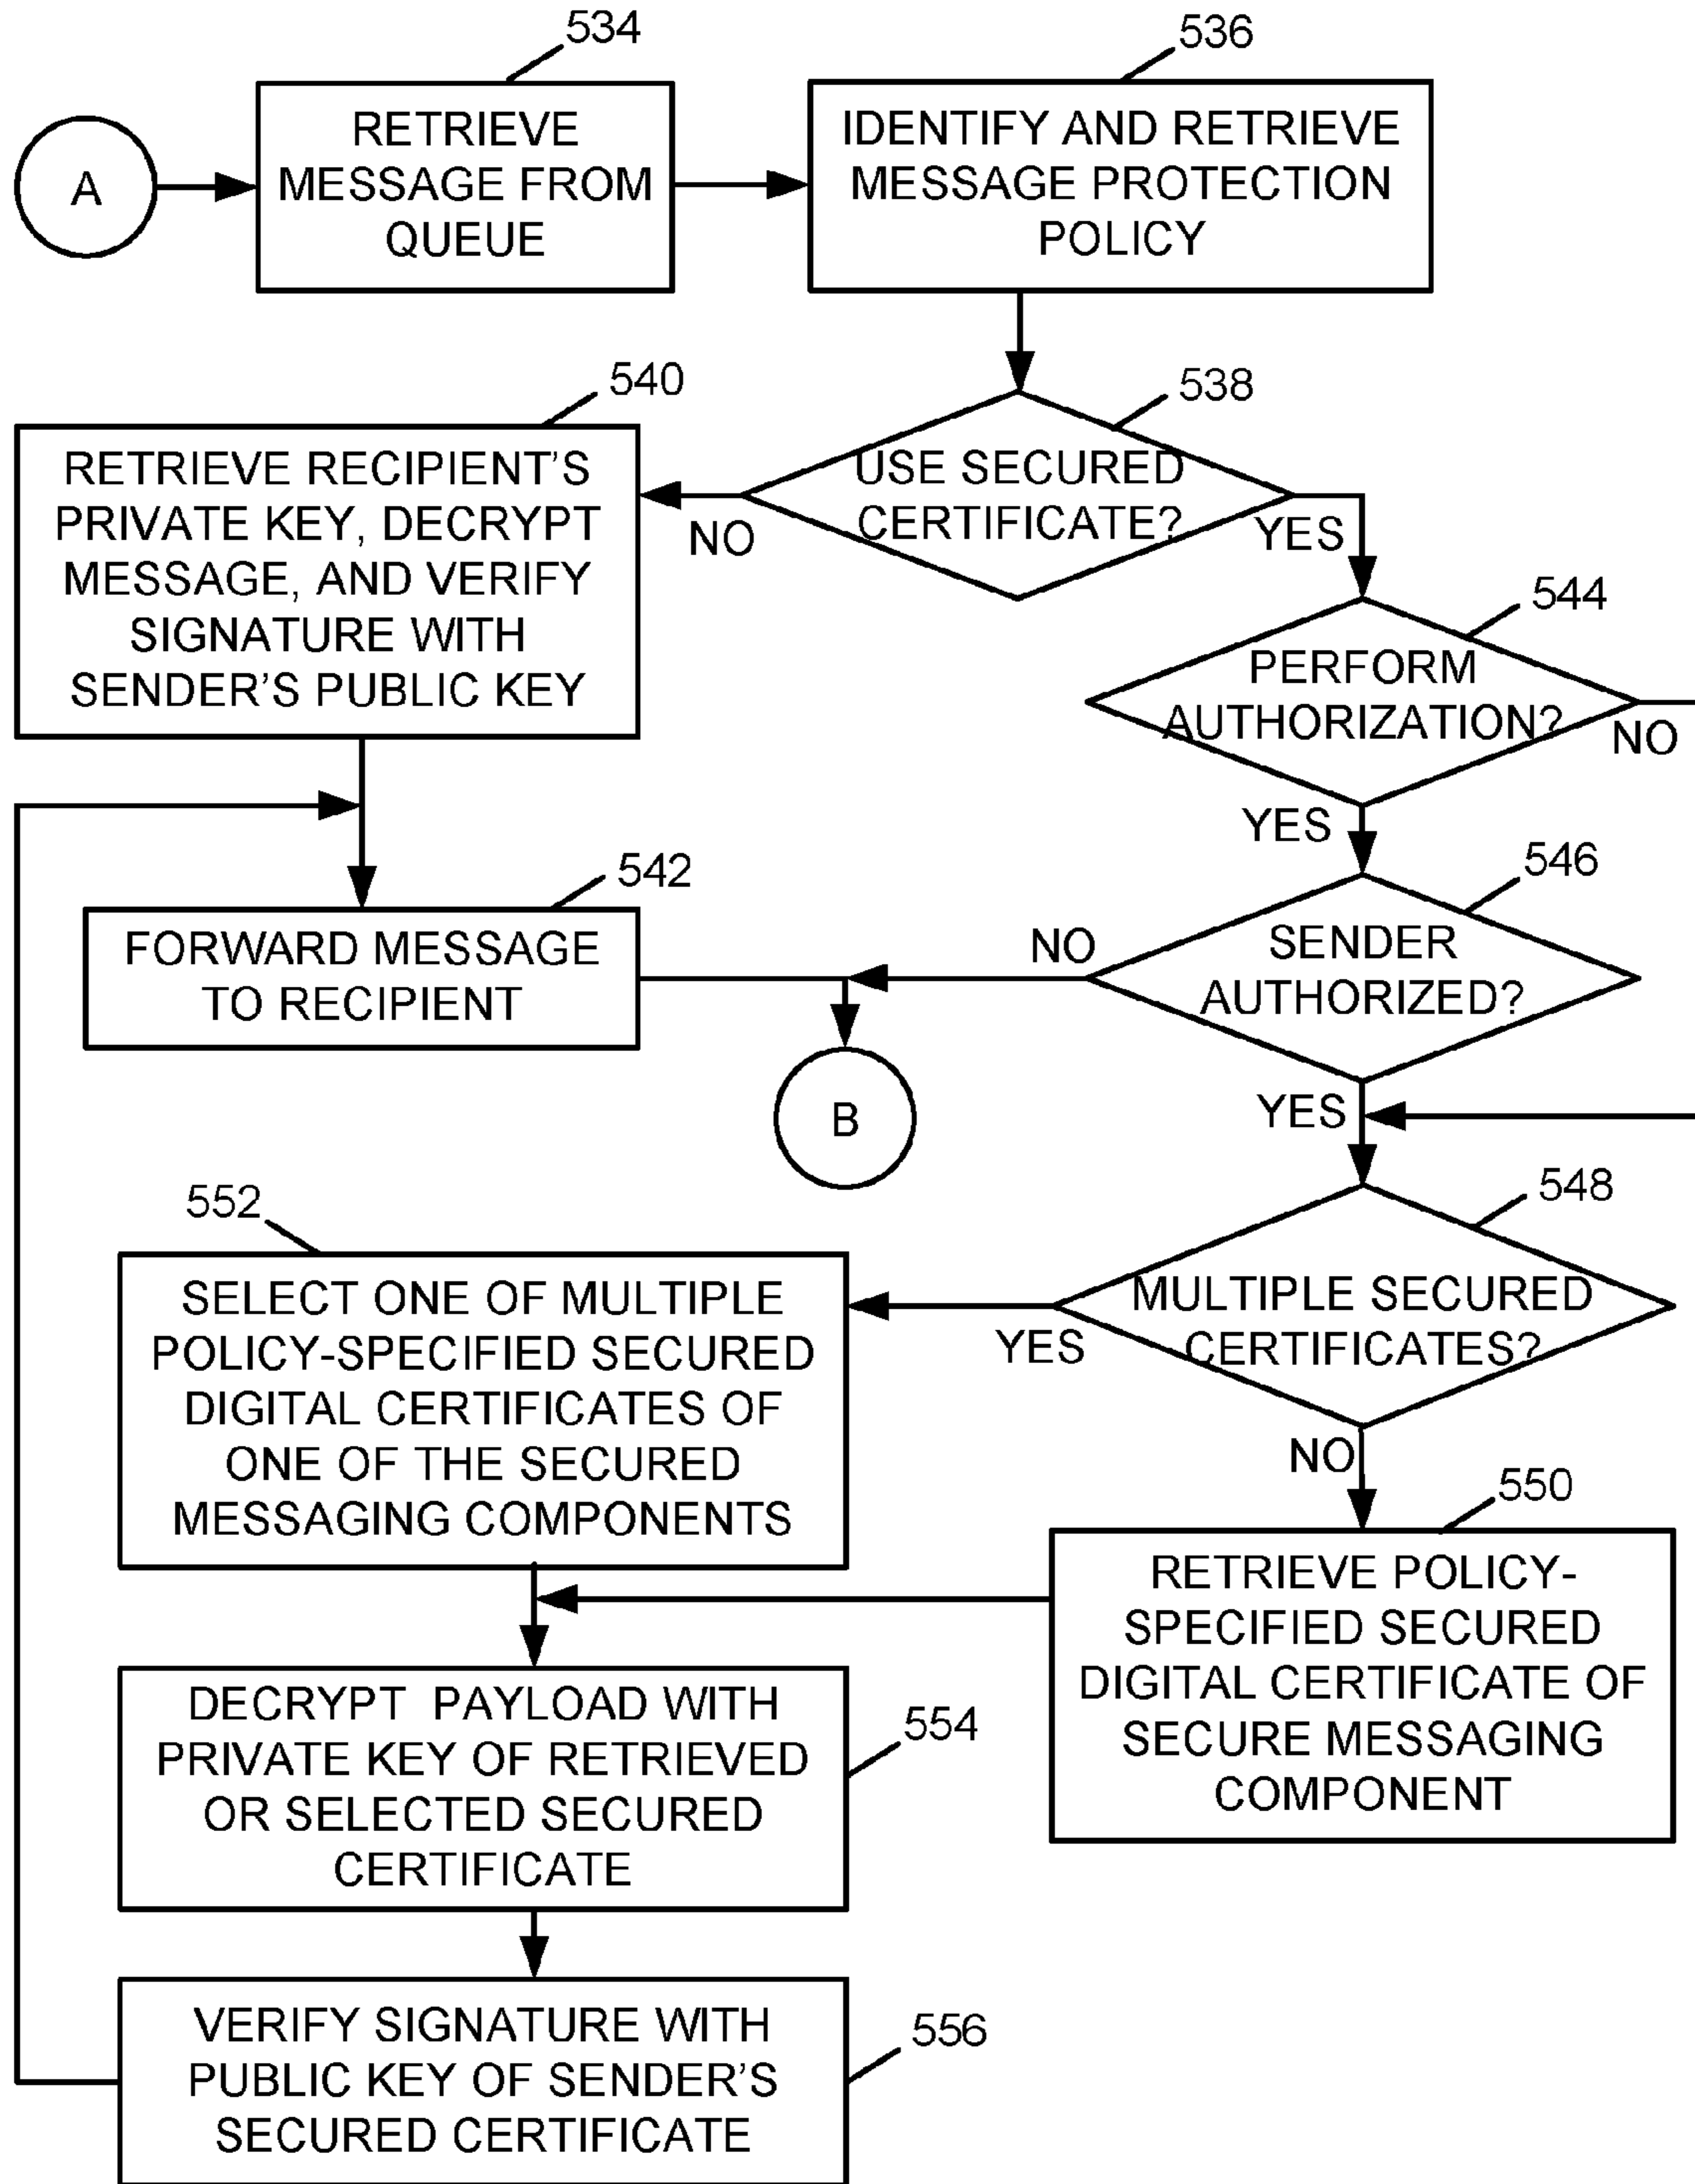 534
536
A
RETRIEVE
MESSAGE FROM
QUEUE
IDENTIFY AND RETRIEVE
MESSAGE PROTECTION
POLICY
540
538
RETRIEVE RECIPIENT'S
PRIVATE KEY, DECRYPT
MESSAGE, AND VERIFY
SIGNATURE WITH
SENDER'S PUBLIC KEY
USE SECURED
CERTIFICATE?
NO
YES
544
PERFORM
AUTHORIZATION?
NO
YES
542
546
FORWARD MESSAGE
TO RECIPIENT
NO
SENDER
AUTHORIZED?
B
YES
552
548
SELECT ONE OF MULTIPLE
POLICY-SPECIFIED SECURED
DIGITAL CERTIFICATES OF
ONE OF THE SECURED
MESSAGING COMPONENTS
MULTIPLE SECURED
CERTIFICATES?
YES
NO
550
RETRIEVE POLICY-
SPECIFIED SECURED
DIGITAL CERTIFICATE OF
SECURE MESSAGING
COMPONENT
DECRYPT PAYLOAD WITH
PRIVATE KEY OF RETRIEVED
OR SELECTED SECURED
CERTIFICATE
554
VERIFY SIGNATURE WITH
PUBLIC KEY OF SENDER'S
SECURED CERTIFICATE
556